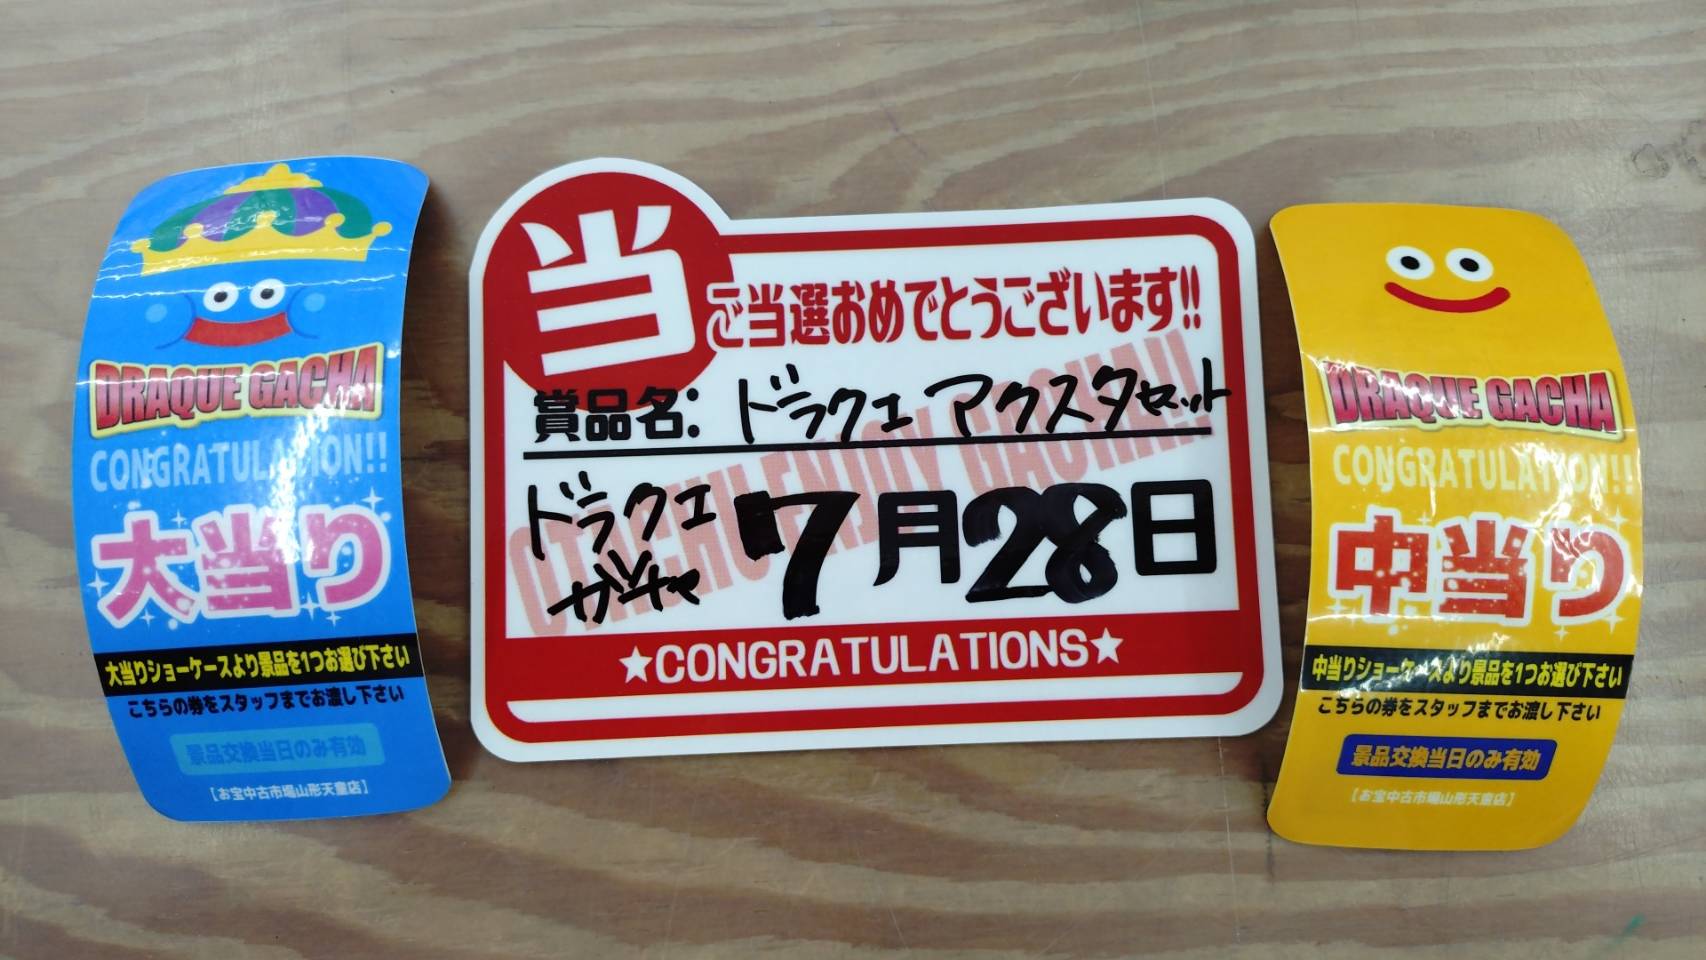 DRAQUE GACHA
CONGRATULATION!!
大当り
大当りショーケースより景品を1つお選び下さい
こちらの券をスタッフまでお渡し下さい
景品交換当日のみ有効
【お宝中古市場山形天童店】
当
ご当選おめでとうございます!!
賞品名: ドラクエ アクスタセット
OTACHU ENJOY GACHA!!
ドラクエ
ガチャ
7月28日
★CONGRATULATIONS★
DRAQUE GACHA
CONGRATULATION!!
中当り
中当りショーケースより景品を1つお選び下さい
こちらの券をスタッフまでお渡し下さい
景品交換当日のみ有効
【お宝中古市場山形天童店】